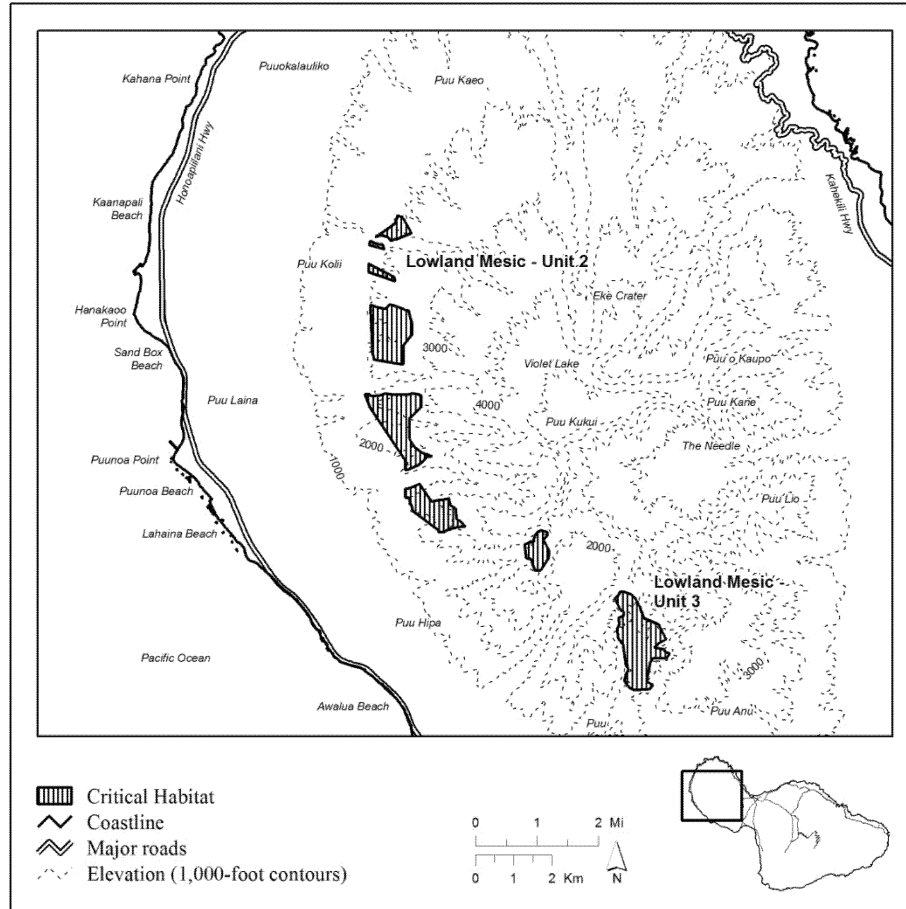 Kahana Point
Puuokalauliko
Puu Kaeo
Honoapiilani Hwy
Kahekili Hwy
Kaanapali
Beach
Puu Kolii
Lowland Mesic - Unit 2
Eke Crater
Hanakaoo
Point
Sand Box
Beach
3000
Violet Lake
Puu o Kaupo
Puu Laina
4000
Puu Kane
Puu Kukui
2000
The Needle
Puunoa Point
1000
Puunoa Beach
Puu Lio
Lahaina Beach
2000
Lowland Mesic
Unit 3
Puu Hipa
Pacific Ocean
3000
Awalua Beach
Puu Anu
Puu
Critical Habitat
Coastline
Major roads
Elevation (1,000-foot contours)
0 1 2 Mi
0 1 2 Km
N